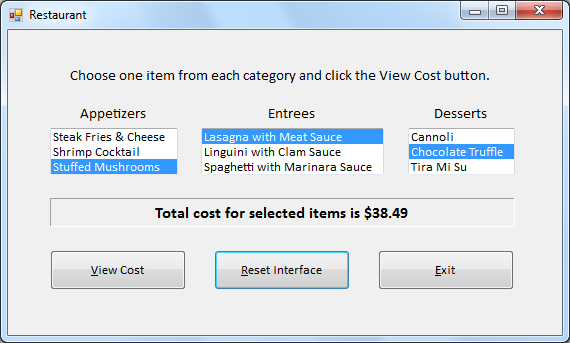 Restaurant
Choose one item from each category and click the View Cost button.
Appetizers
Steak Fries & Cheese
Shrimp Cocktail
Stuffed Mushrooms
Entrees
Lasagna with Meat Sauce
Linguini with Clam Sauce
Spaghetti with Marinara Sauce
Desserts
Cannoli
Chocolate Truffle
Tira Mi Su
Total cost for selected items is $38.49
View Cost
Reset Interface
Exit